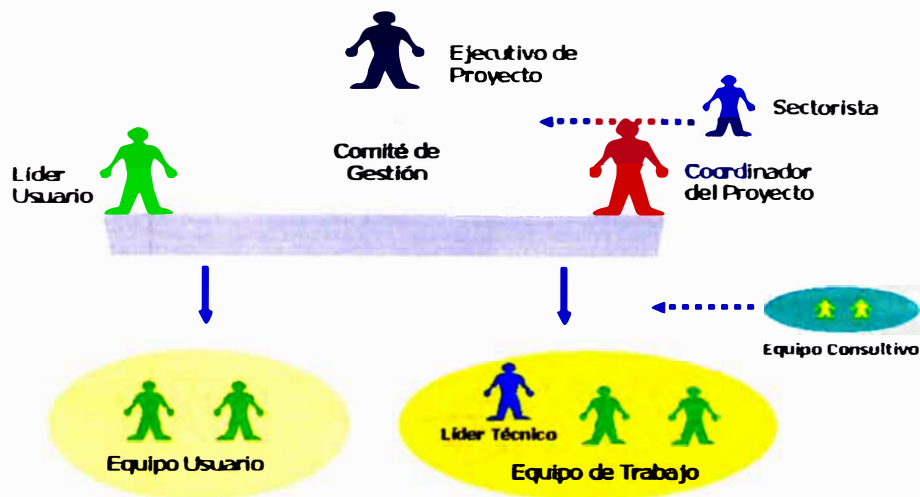 Ejecutivo de
Proyecto
Sectorista
Comité de
Gestión
Líder
Usuario
Coordinador
del Proyecto
Equipo Consultivo
Líder Técnico
Equipo Usuario
Equipo de Trabajo